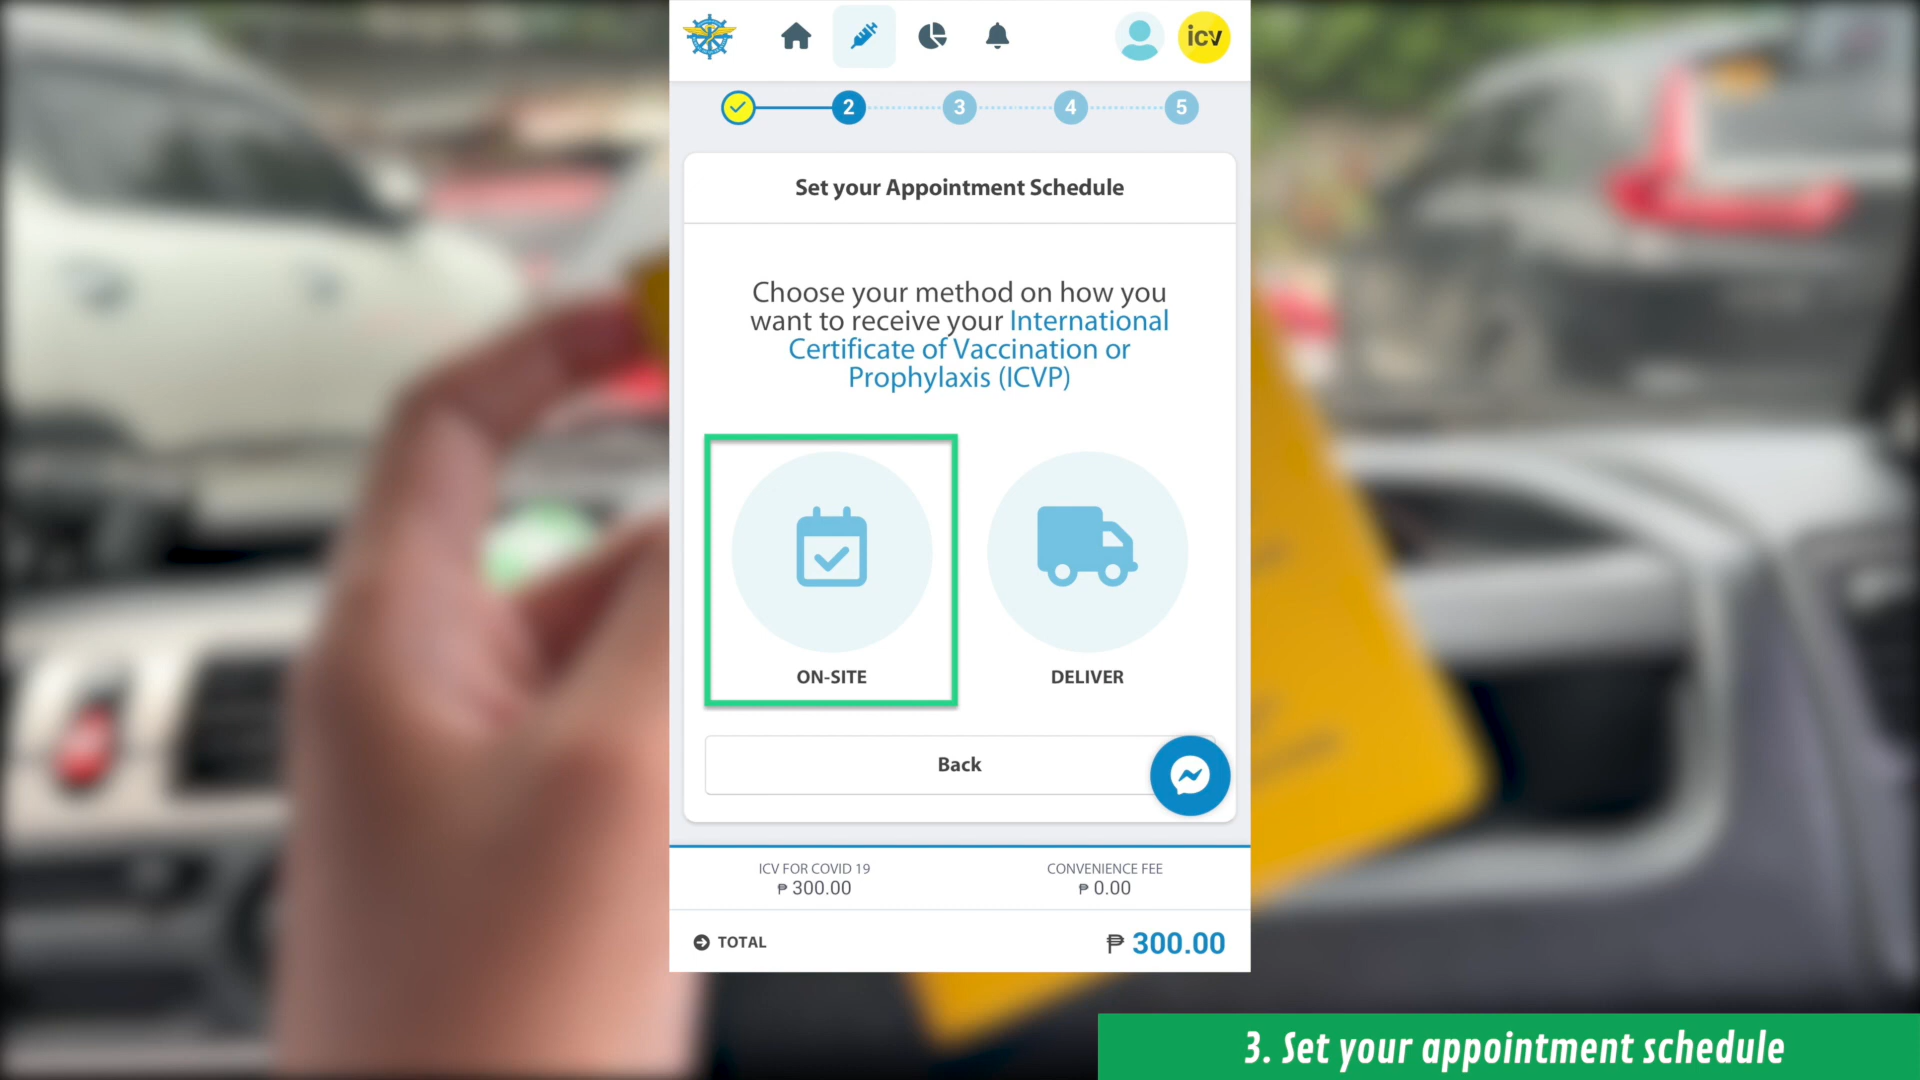 icv
2
3
4
5
Set your Appointment Schedule
Choose your method on how you
want to receive your International
Certificate of Vaccination or
Prophylaxis (ICVP)
ON-SITE
DELIVER
Back
ICV FOR COVID 19
₱ 300.00
CONVENIENCE FEE
₱ 0.00
TOTAL
₱ 300.00
3. Set your appointment schedule